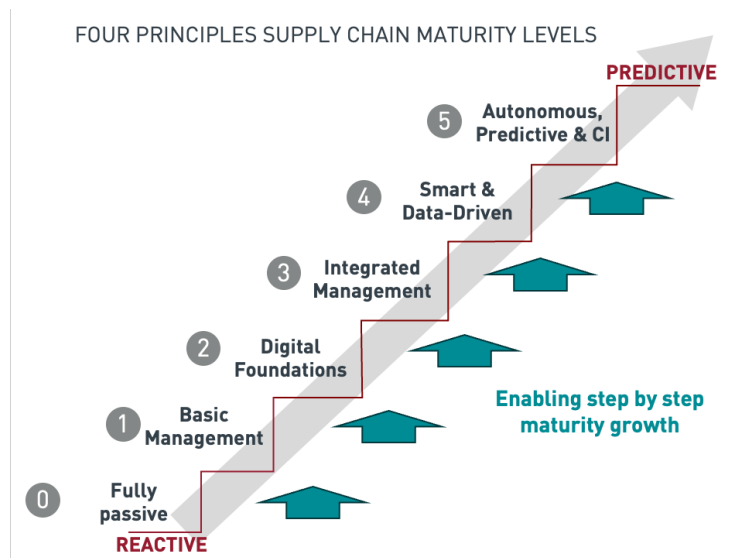 FOUR PRINCIPLES SUPPLY CHAIN MATURITY LEVELS
PREDICTIVE
5
Autonomous,
Predictive & CI
4
Smart &
Data-Driven
3
Integrated
Management
2
Digital
Foundations
Enabling step by step
maturity growth
1
Basic
Management
0
Fully
passive
REACTIVE